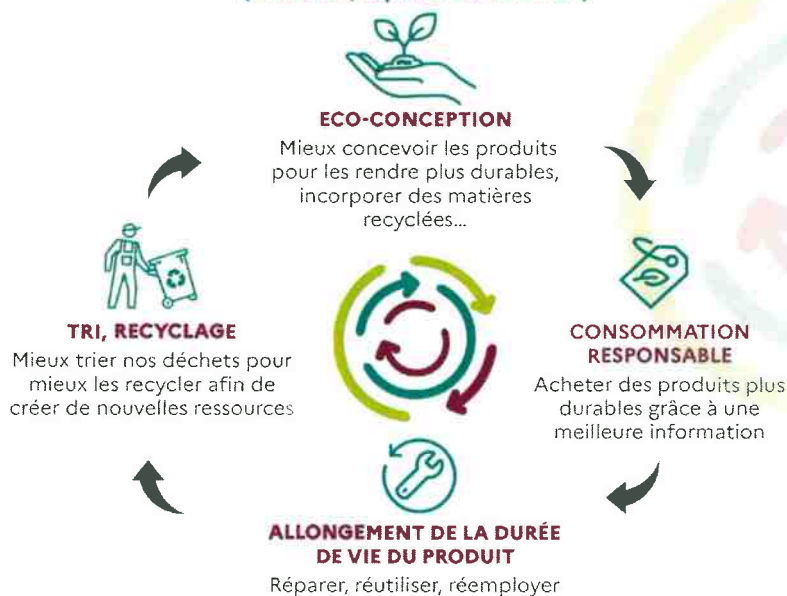 ECO-CONCEPTION
Mieux concevoir les produits
pour les rendre plus durables,
incorporer des matières
recyclées...
TRI, RECYCLAGE
Mieux trier nos déchets pour
mieux les recycler afin de
créer de nouvelles ressources
CONSOMMATION
RESPONSABLE
Acheter des produits plus
durables grâce à une
meilleure information
ALLONGEMENT DE LA DURÉE
DE VIE DU PRODUIT
Réparer, réutiliser, réemployer